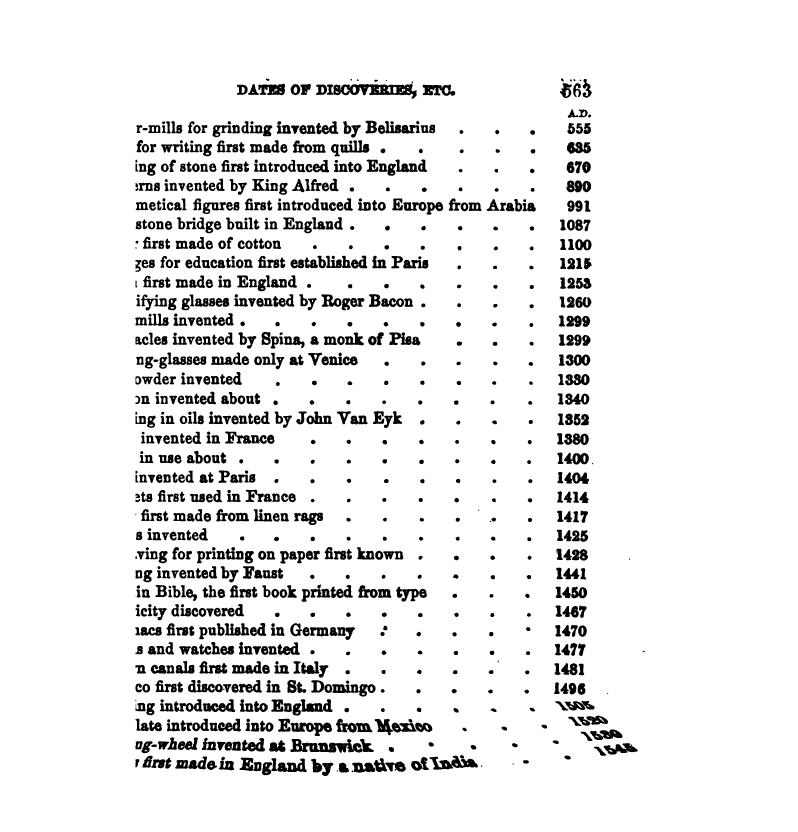 DATES OF DISCOVERIES, ETC. 563
A.D.
r-mills for grinding invented by Belisarius . . . 555
for writing first made from quills . . . . . 635
ing of stone first introduced into England . . . 670
erns invented by King Alfred . . . . . . 890
metical figures first introduced into Europe from Arabia 991
stone bridge built in England . . . . . . 1087
first made of cotton . . . . . . . 1100
ges for education first established in Paris . . . 1215
first made in England . . . . . . . 1253
ifying glasses invented by Roger Bacon . . . . 1260
mills invented . . . . . . . . . 1299
acles invented by Spina, a monk of Pisa . . . 1299
ng-glasses made only at Venice . . . . . 1300
owder invented . . . . . . . . 1330
on invented about . . . . . . . . 1340
ing in oils invented by John Van Eyk . . . . 1352
invented in France . . . . . . . 1380
in use about . . . . . . . . . 1400
invented at Paris . . . . . . . . 1404
ets first used in France . . . . . . . 1414
first made from linen rags . . . . . . 1417
s invented . . . . . . . . . 1425
ving for printing on paper first known . . . . 1428
ng invented by Faust . . . . . . . 1441
in Bible, the first book printed from type . . . 1450
icity discovered . . . . . . . . 1467
nacs first published in Germany . . . . . 1470
s and watches invented . . . . . . . 1477
n canals first made in Italy . . . . . . 1481
co first discovered in St. Domingo . . . . . 1496
ing introduced into England . . . . . . 1505
late introduced into Europe from Mexico . . . 1520
ng-wheel invented at Brunswick . . . . . 1530
first made in England by a native of India . . . 1545